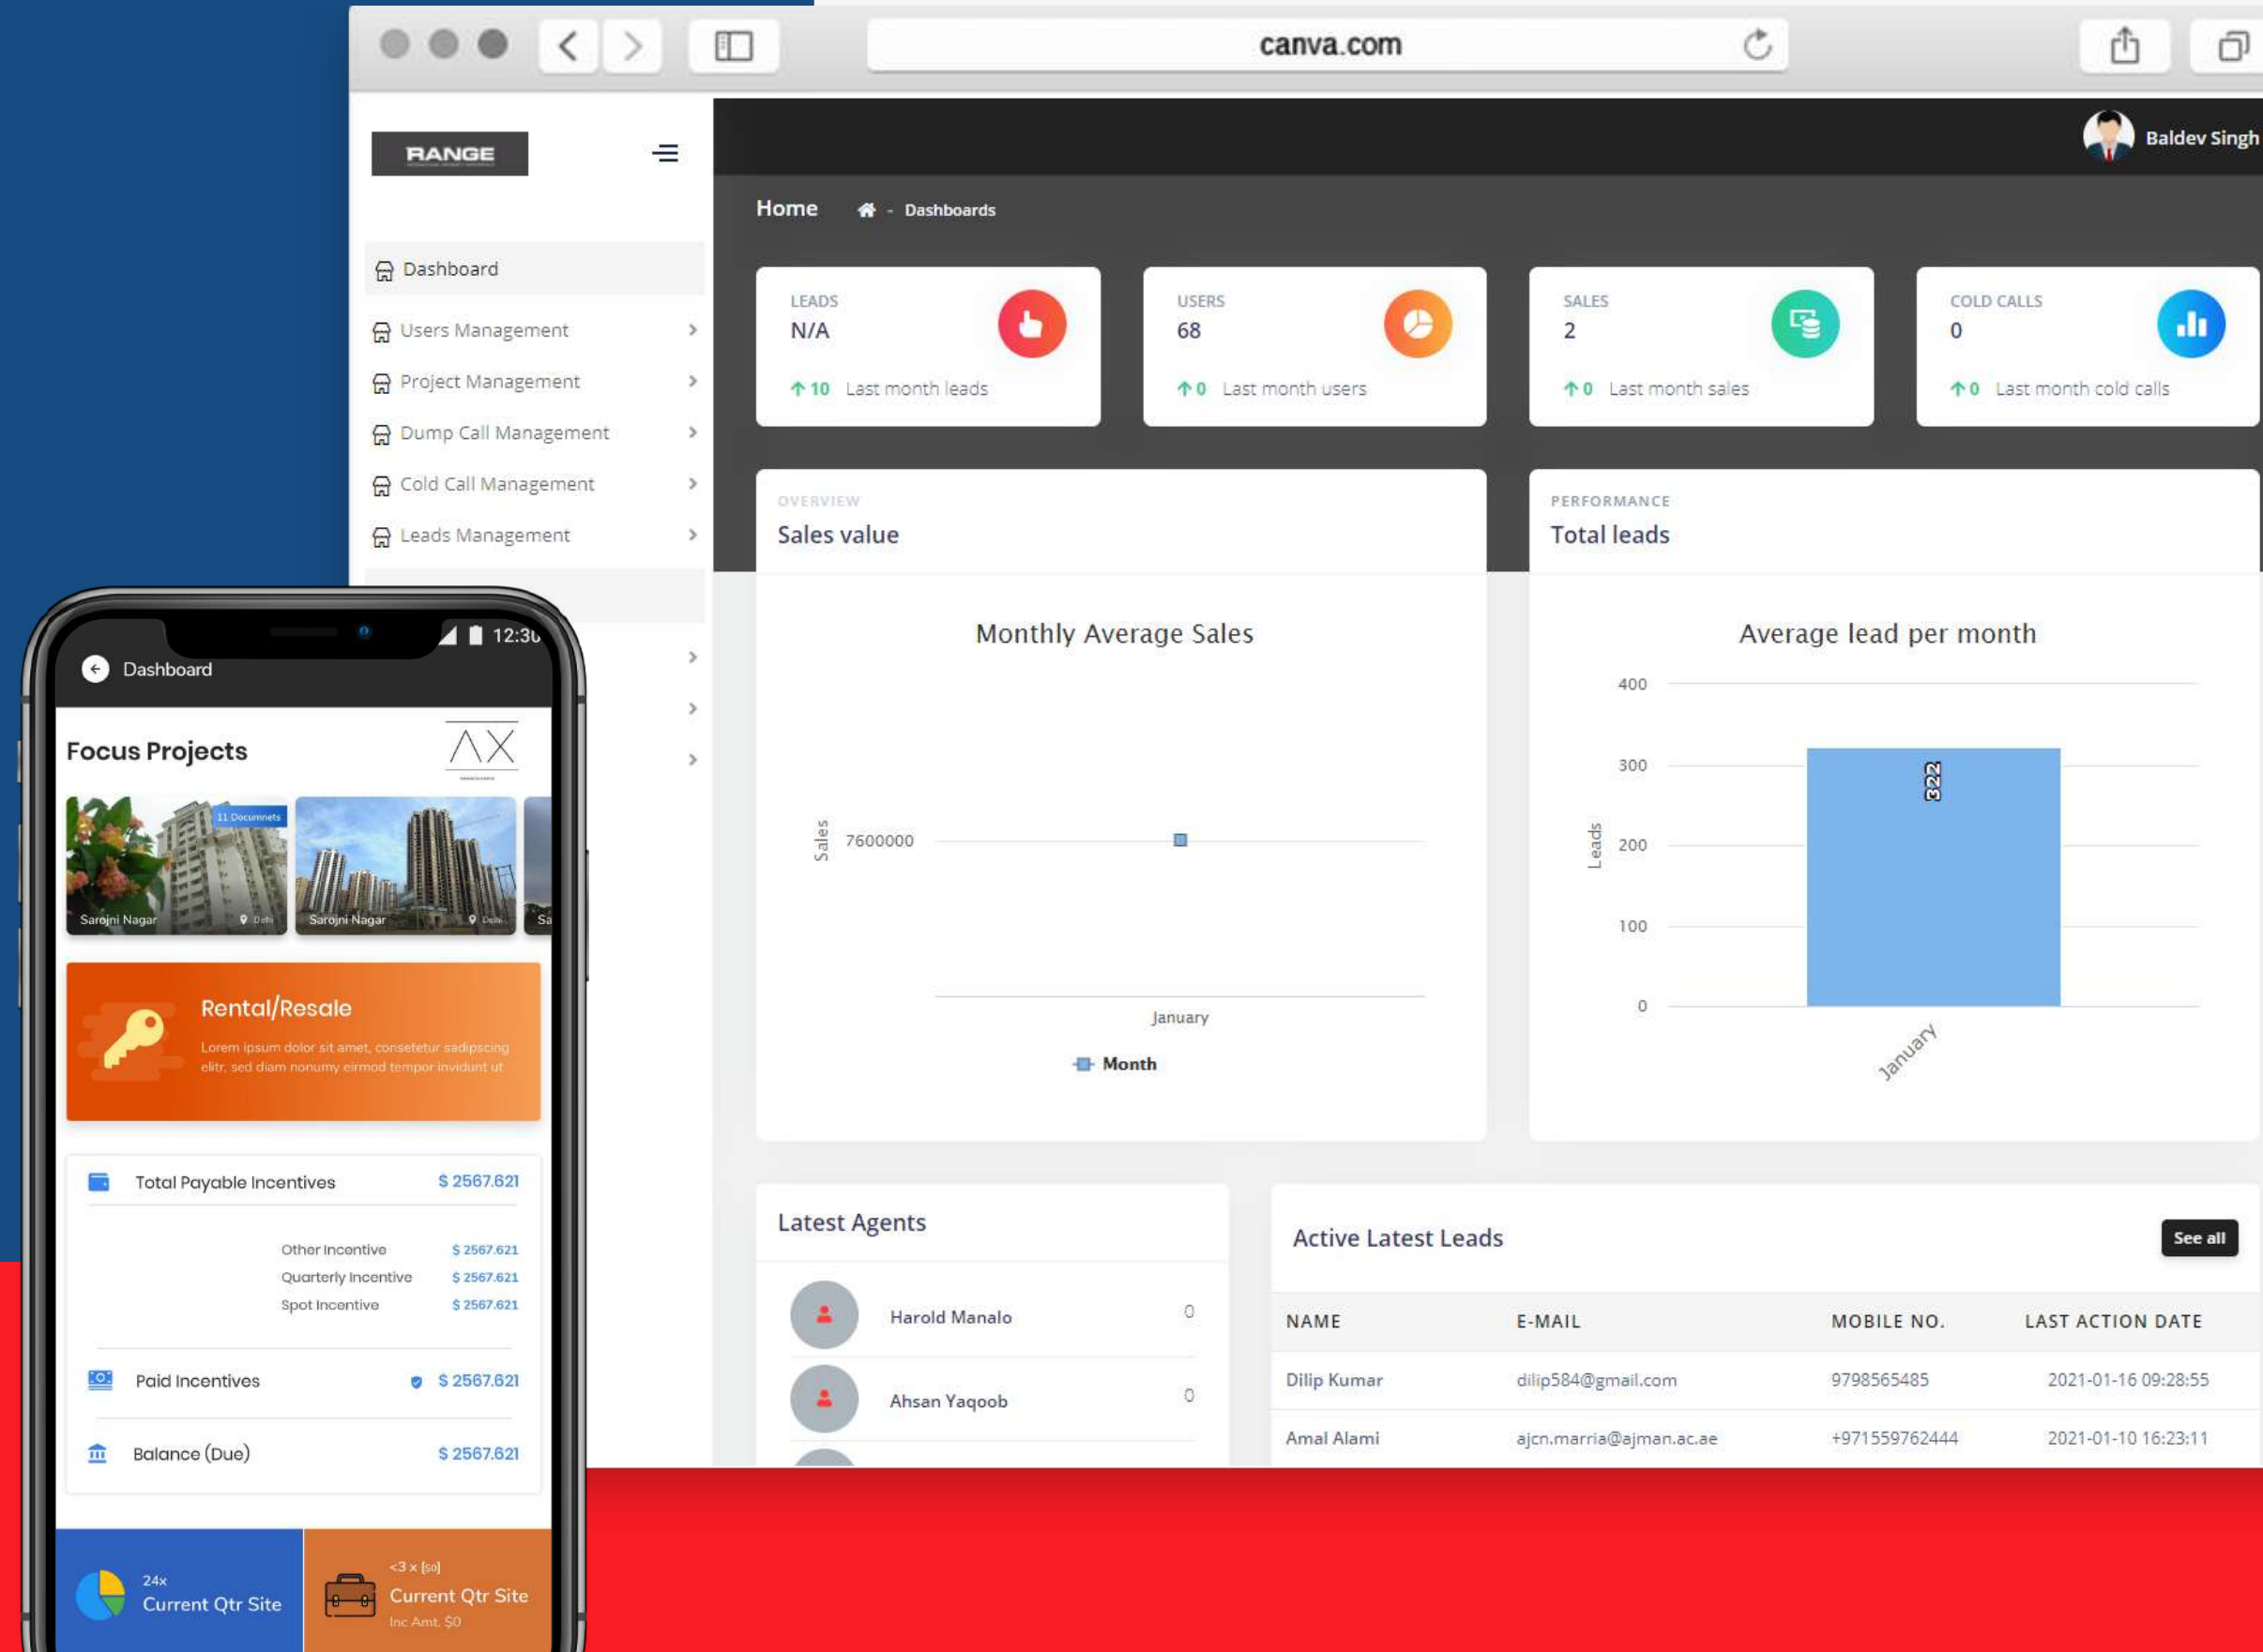 canva.com
RANGE
Baldev Singh
Home - Dashboards
Dashboard
Users Management
Project Management
Dump Call Management
Cold Call Management
Leads Management
LEADS
N/A
10 Last month leads
USERS
68
0 Last month users
SALES
2
0 Last month sales
COLD CALLS
0
0 Last month cold calls
OVERVIEW
Sales value
Monthly Average Sales
Sales
7600000
January
Month
PERFORMANCE
Total leads
Average lead per month
Leads
400
300
200
100
0
322
January
Latest Agents
Harold Manalo 0
Ahsan Yaqoob 0
Active Latest Leads
See all
NAME E-MAIL MOBILE NO. LAST ACTION DATE
Dilip Kumar dilip584@gmail.com 9798565485 2021-01-16 09:28:55
Amal Alami ajcn.marria@ajman.ac.ae +971559762444 2021-01-10 16:23:11
12:30
Dashboard
Focus Projects
AX
11 Documnets
Sarojni Nagar Delhi
Sarojni Nagar Delhi
Sa
Rental/Resale
Lorem ipsum dolor sit amet, consetetur sadipscing
elitr, sed diam nonumy eirmod tempor invidunt ut
Total Payable Incentives $ 2567.621
Other Incentive $ 2567.621
Quarterly Incentive $ 2567.621
Spot Incentive $ 2567.621
Paid Incentives $ 2567.621
Balance (Due) $ 2567.621
24x
Current Qtr Site
<3 x [50]
Current Qtr Site
Inc Amt. $0